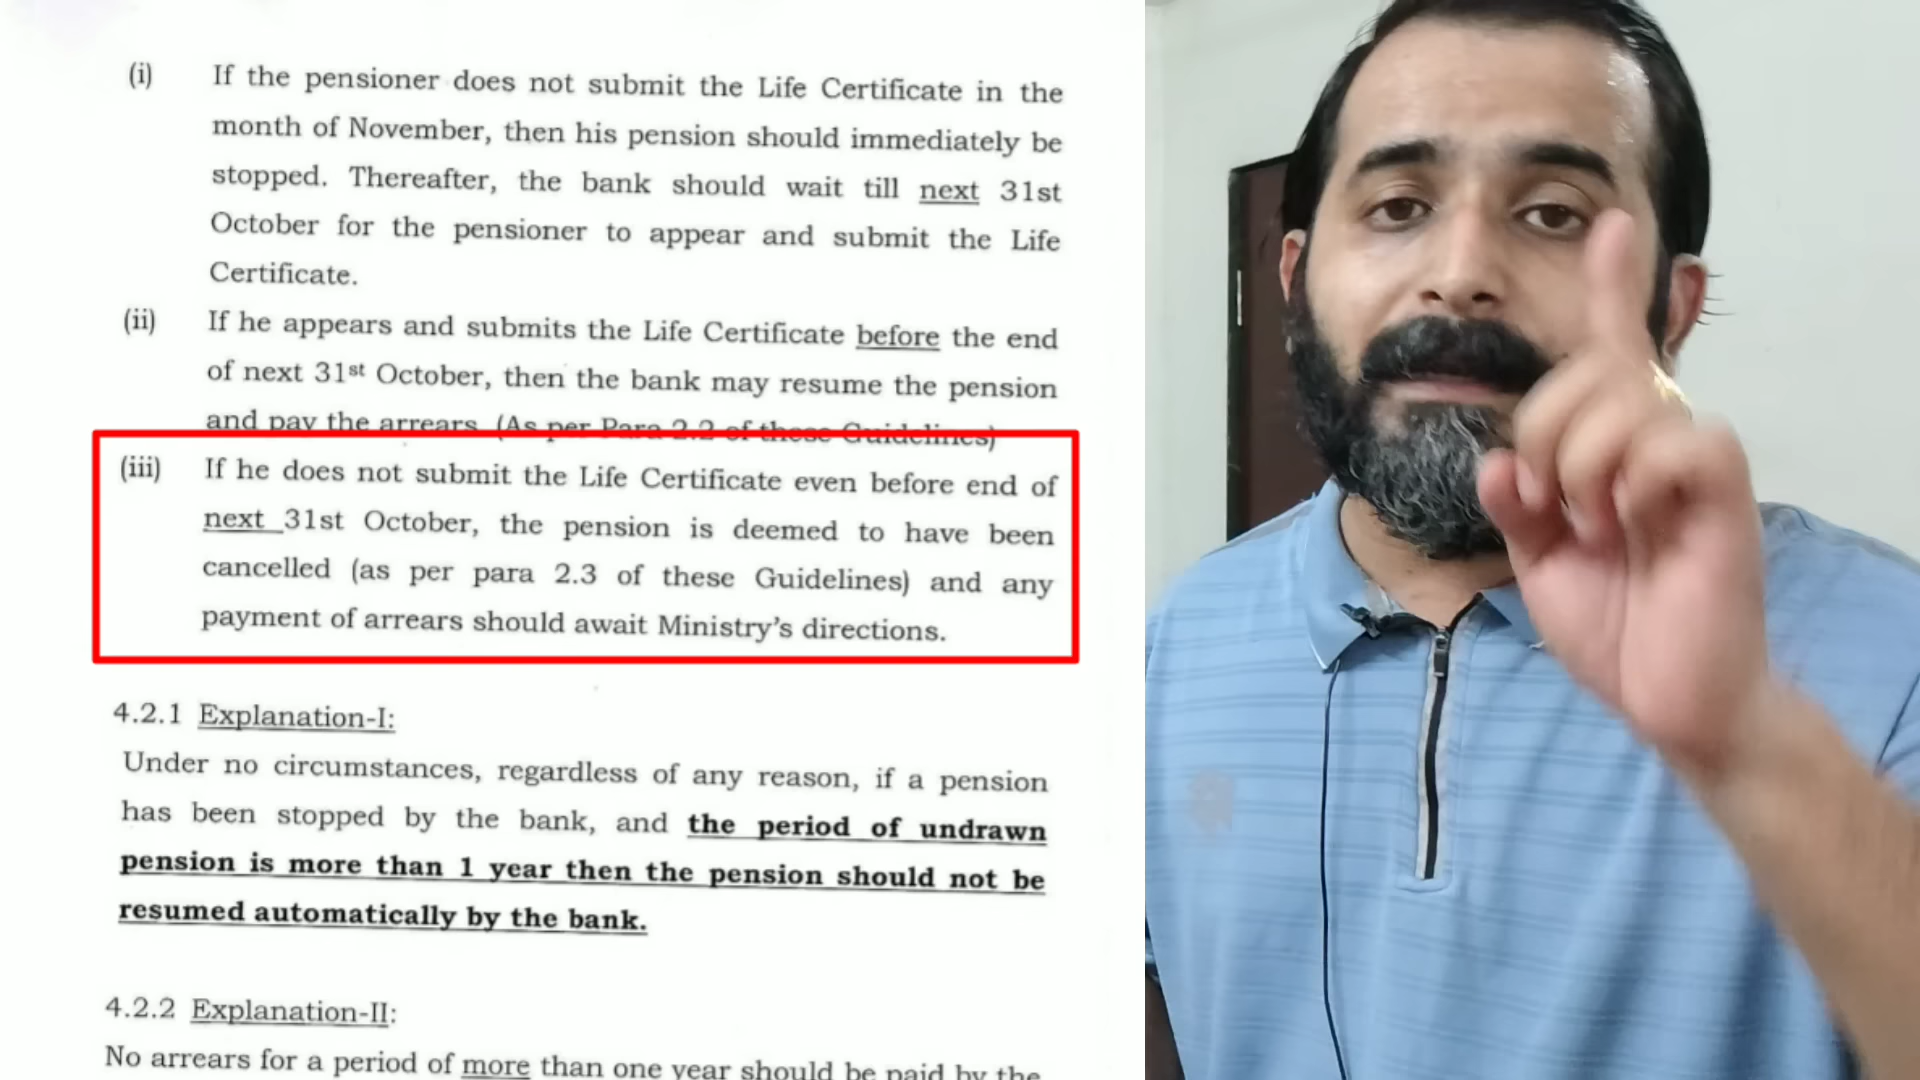 (i) If the pensioner does not submit the Life Certificate in the
month of November, then his pension should immediately be
stopped. Thereafter, the bank should wait till next 31st
October for the pensioner to appear and submit the Life
Certificate.
(ii) If he appears and submits the Life Certificate before the end
of next 31st October, then the bank may resume the pension
and pay the arrears. (As per Para 2.2 of these Guidelines)
(iii) If he does not submit the Life Certificate even before end of
next 31st October, the pension is deemed to have been
cancelled (as per para 2.3 of these Guidelines) and any
payment of arrears should await Ministry's directions.
4.2.1 Explanation-I:
Under no circumstances, regardless of any reason, if a pension
has been stopped by the bank, and the period of undrawn
pension is more than 1 year then the pension should not be
resumed automatically by the bank.
4.2.2 Explanation-II:
No arrears for a period of more than one year should be paid by the